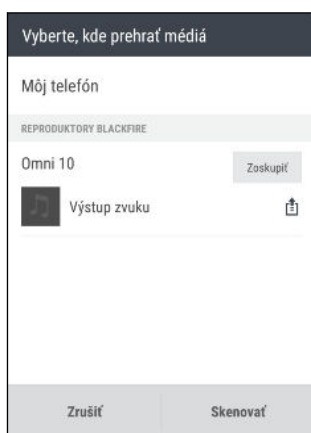 Vyberte, kde prehrať médiá
Môj telefón
REPRODUKTORY BLACKFIRE
Omni 10
Zoskupiť
Výstup zvuku
Zrušiť
Skenovať